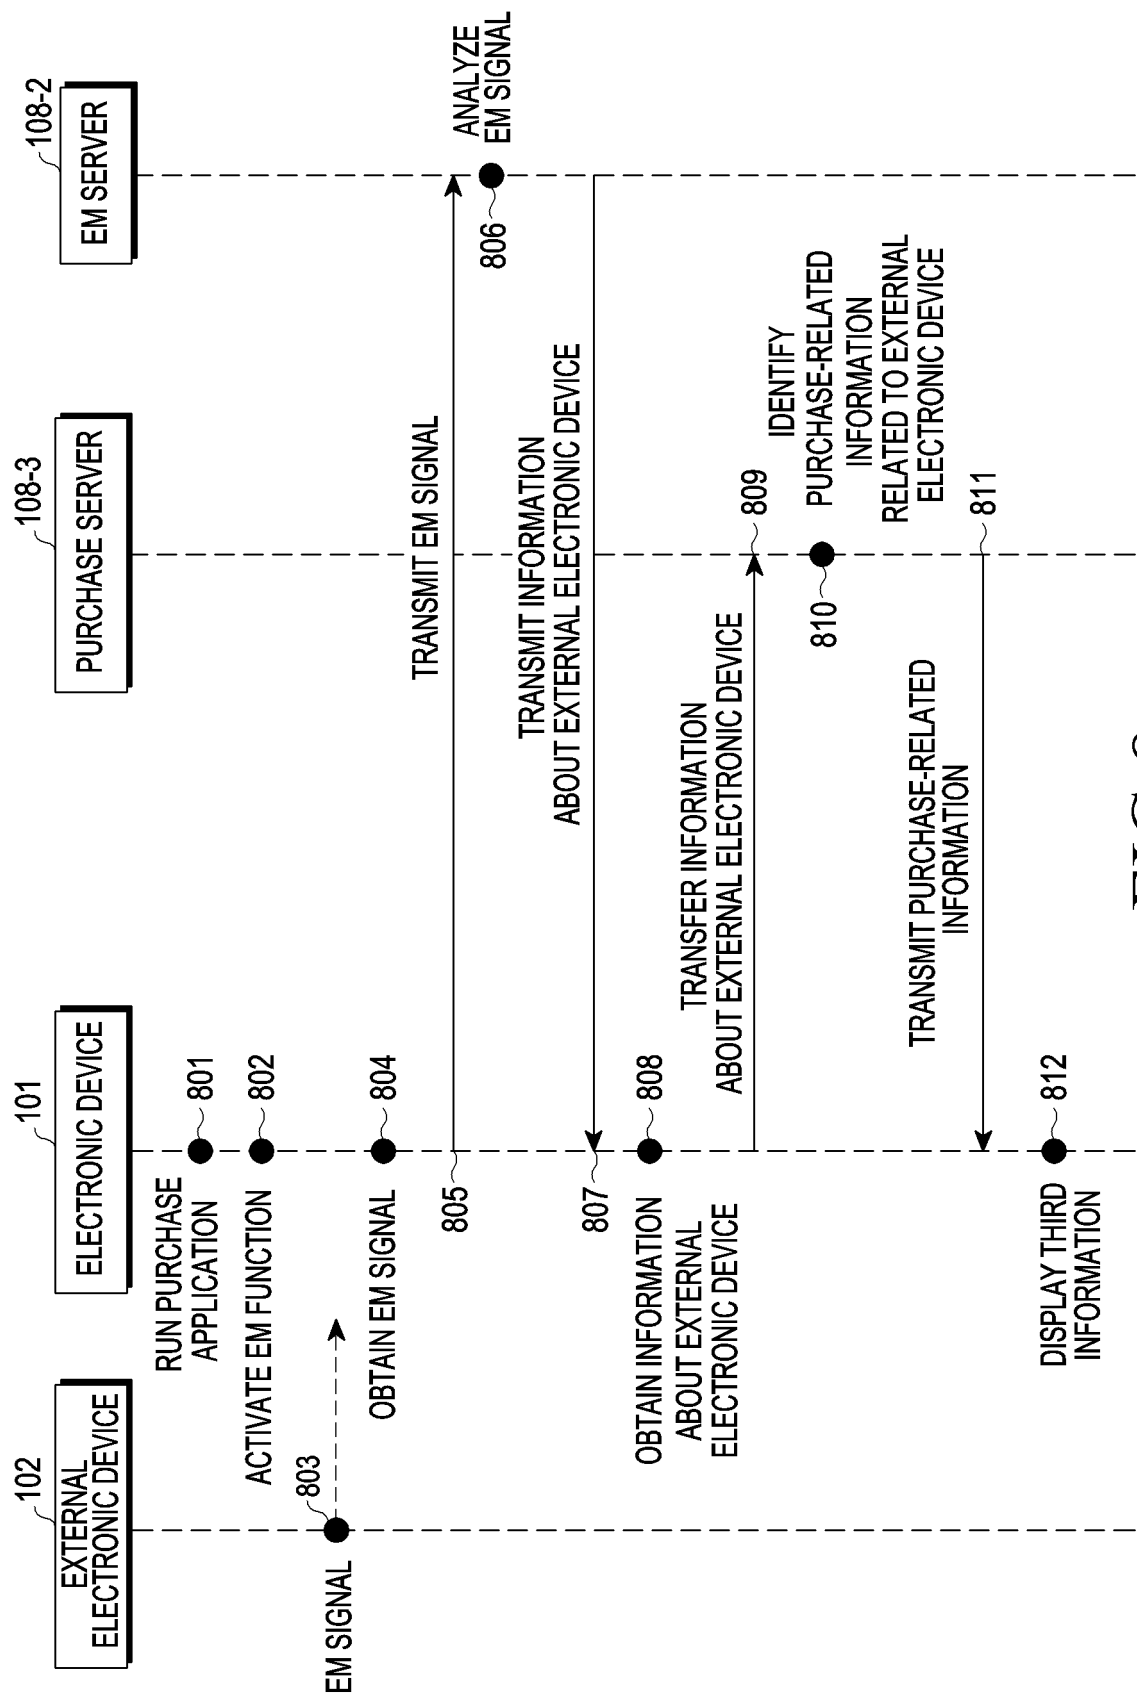 102
EXTERNAL
ELECTRONIC DEVICE
101
ELECTRONIC DEVICE
108-3
PURCHASE SERVER
108-2
EM SERVER
RUN PURCHASE
APPLICATION
801
ACTIVATE EM FUNCTION
802
EM SIGNAL
803
OBTAIN EM SIGNAL
804
805
TRANSMIT EM SIGNAL
806
ANALYZE
EM SIGNAL
807
TRANSMIT INFORMATION
ABOUT EXTERNAL ELECTRONIC DEVICE
OBTAIN INFORMATION
ABOUT EXTERNAL
ELECTRONIC DEVICE
808
TRANSFER INFORMATION
ABOUT EXTERNAL ELECTRONIC DEVICE
809
810
IDENTIFY
PURCHASE-RELATED
INFORMATION
RELATED TO EXTERNAL
ELECTRONIC DEVICE
TRANSMIT PURCHASE-RELATED
INFORMATION
811
DISPLAY THIRD
INFORMATION
812